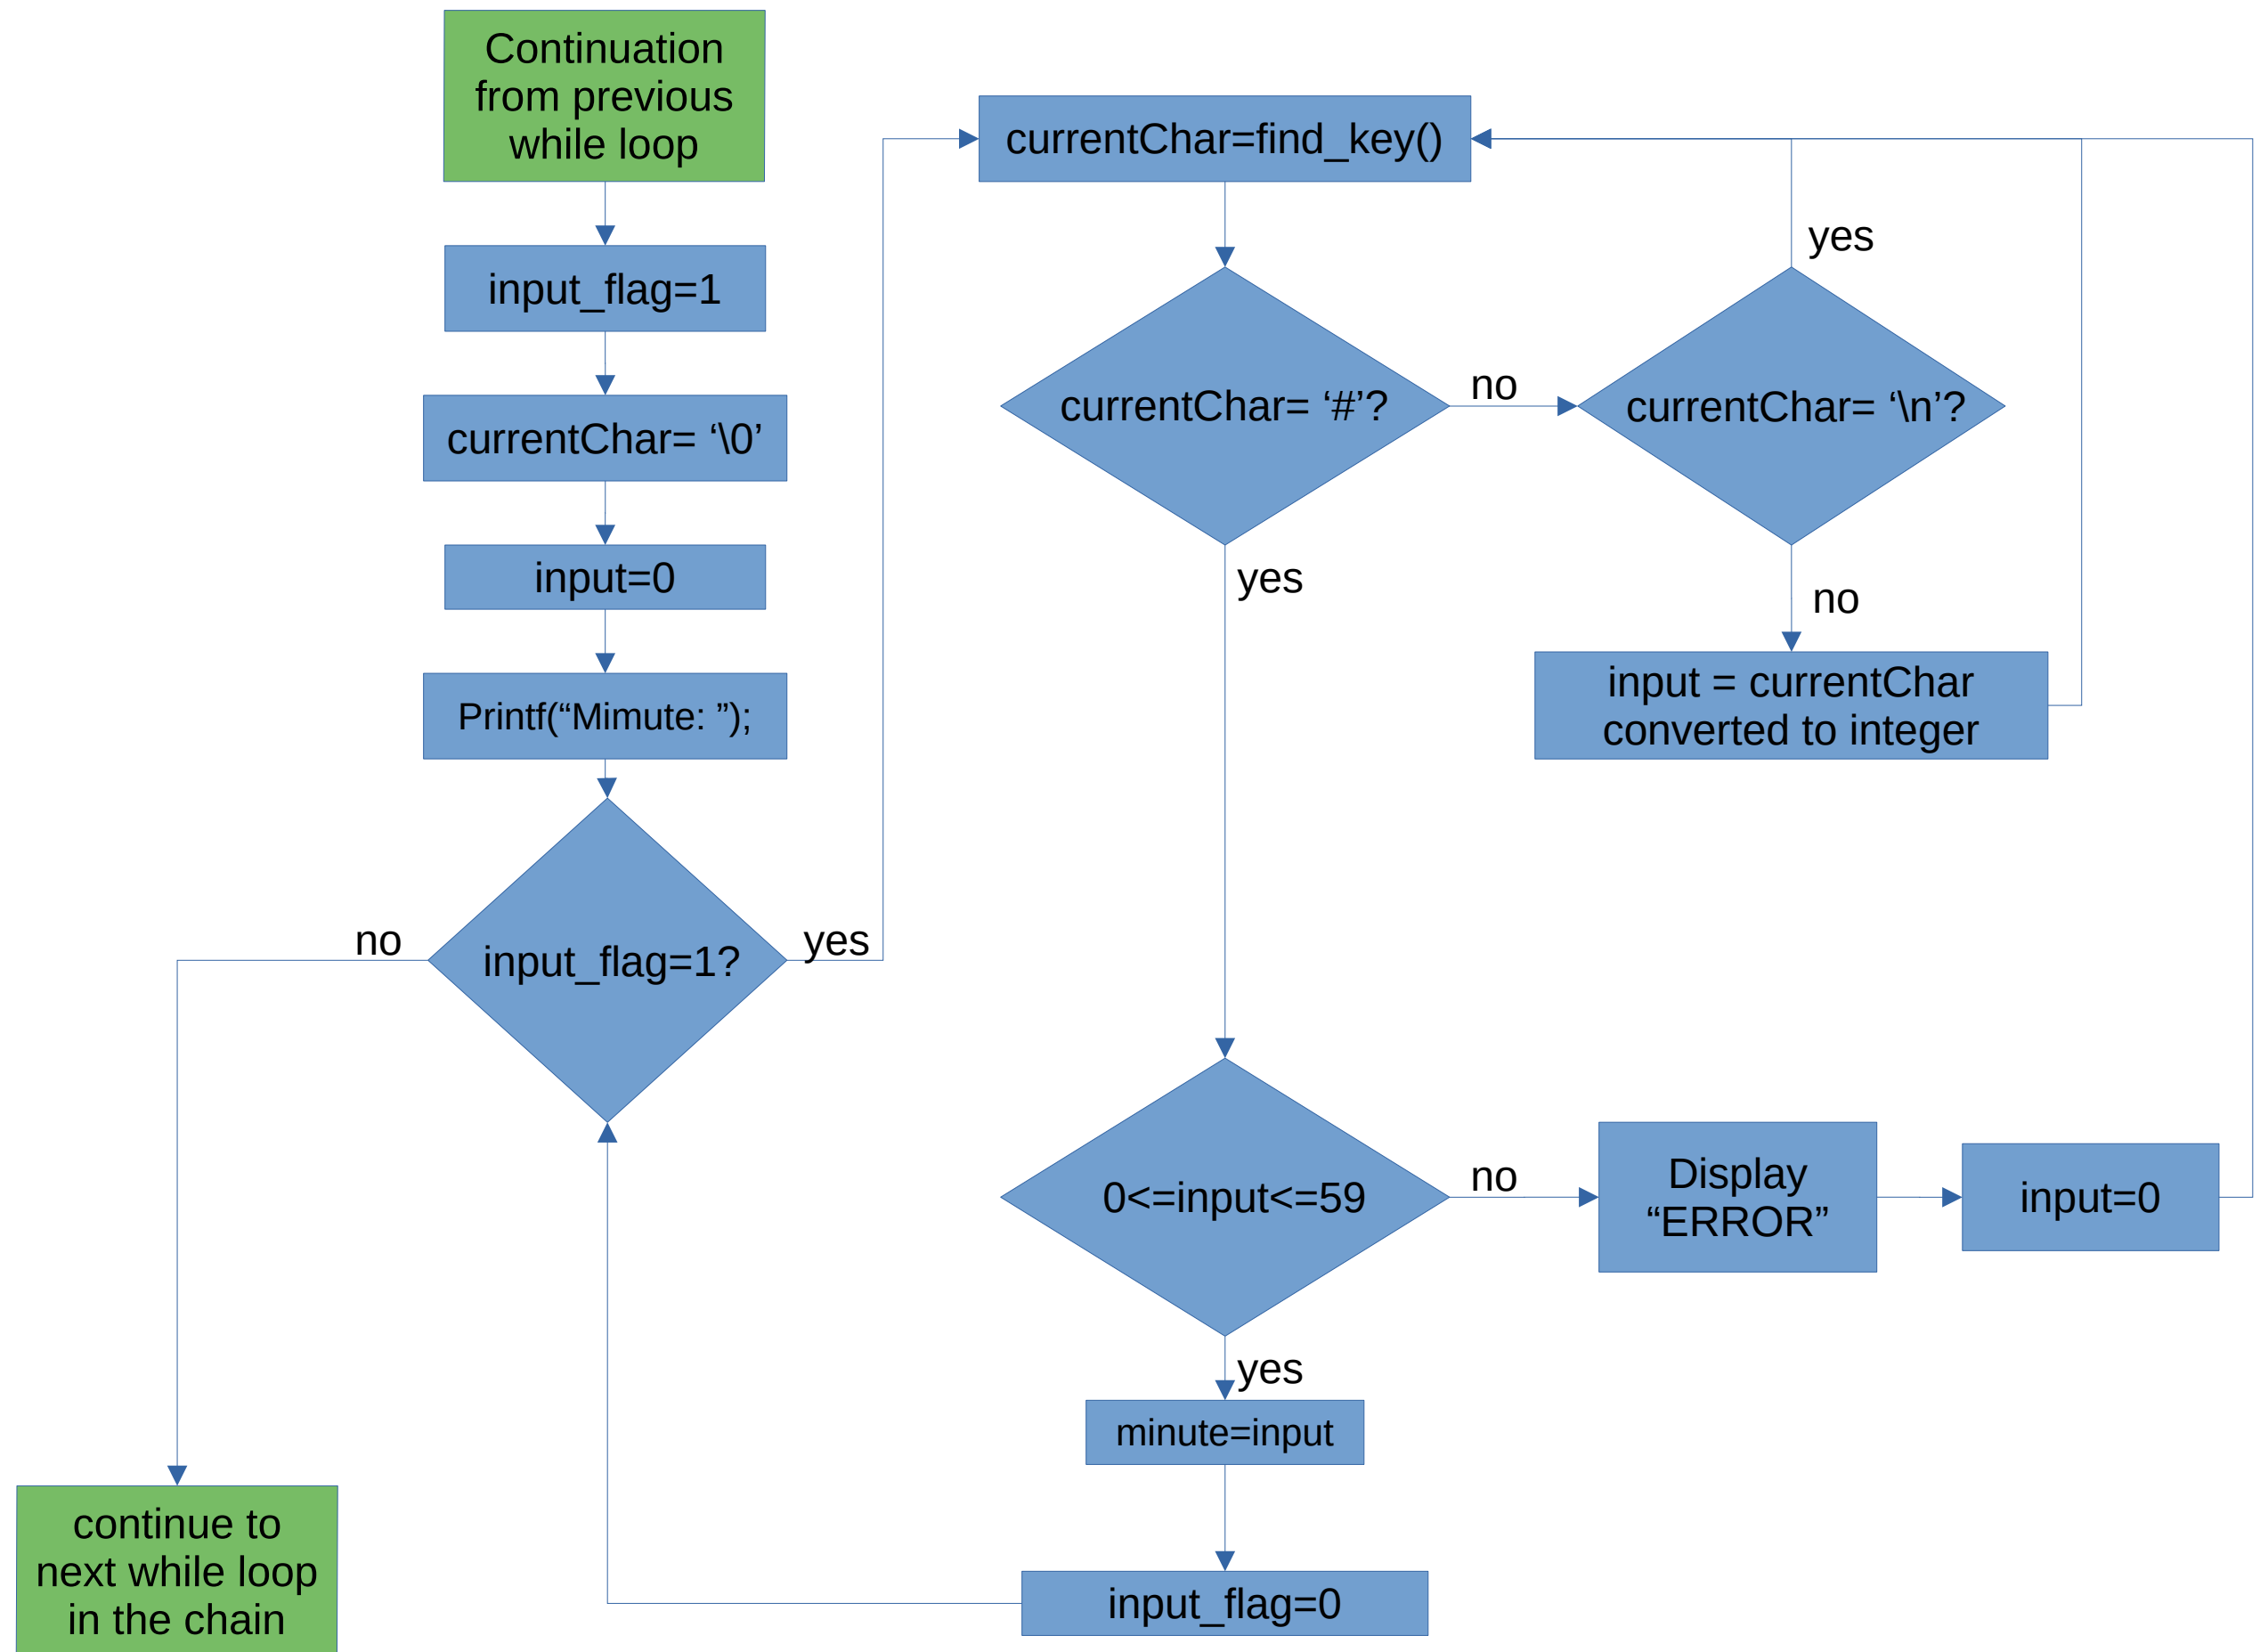 Continuation
from previous
while loop
input_flag=1
currentChar= ‘\0’
input=0
Printf(“Mimute: ”);
input_flag=1?
no
yes
continue to
next while loop
in the chain
currentChar=find_key()
currentChar= ‘#’?
no
yes
currentChar= ‘\n’?
yes
no
input = currentChar
converted to integer
0<=input<=59
no
Display
“ERROR”
input=0
yes
minute=input
input_flag=0